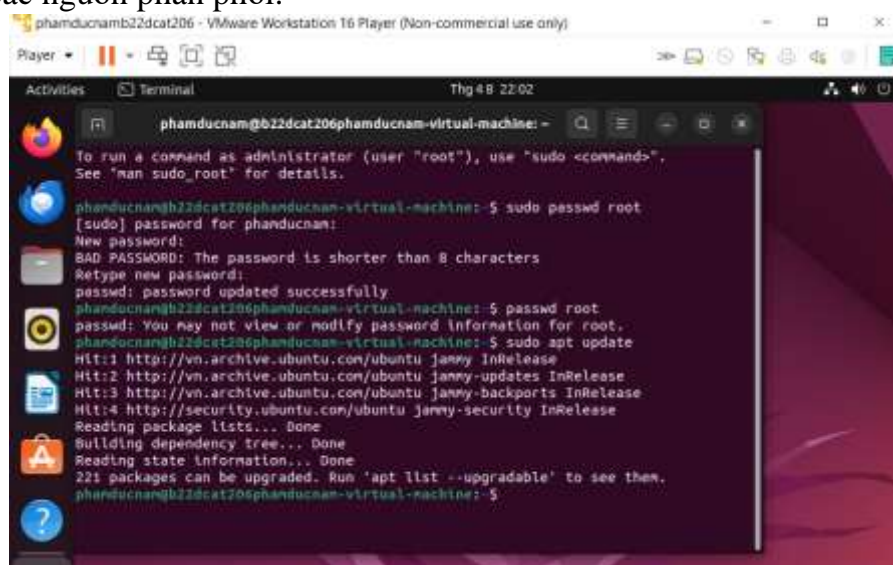 các nguồn phân phối.
phamducnamb22dcat206 - VMware Workstation 16 Player (Non-commercial use only)
Player
Activities Terminal Thg 4 8 22:02
phamducnam@b22dcat206phamducnam-virtual-machine: ~
To run a command as administrator (user "root"), use "sudo <command>".
See "man sudo_root" for details.
phamducnam@b22dcat206phamducnam-virtual-machine:~$ sudo passwd root
[sudo] password for phamducnam:
New password:
BAD PASSWORD: The password is shorter than 8 characters
Retype new password:
passwd: password updated successfully
phamducnam@b22dcat206phamducnam-virtual-machine:~$ passwd root
passwd: You may not view or modify password information for root.
phamducnam@b22dcat206phamducnam-virtual-machine:~$ sudo apt update
Hit:1 http://vn.archive.ubuntu.com/ubuntu jammy InRelease
Hit:2 http://vn.archive.ubuntu.com/ubuntu jammy-updates InRelease
Hit:3 http://vn.archive.ubuntu.com/ubuntu jammy-backports InRelease
Hit:4 http://security.ubuntu.com/ubuntu jammy-security InRelease
Reading package lists... Done
Building dependency tree... Done
Reading state information... Done
221 packages can be upgraded. Run 'apt list --upgradable' to see them.
phamducnam@b22dcat206phamducnam-virtual-machine:~$